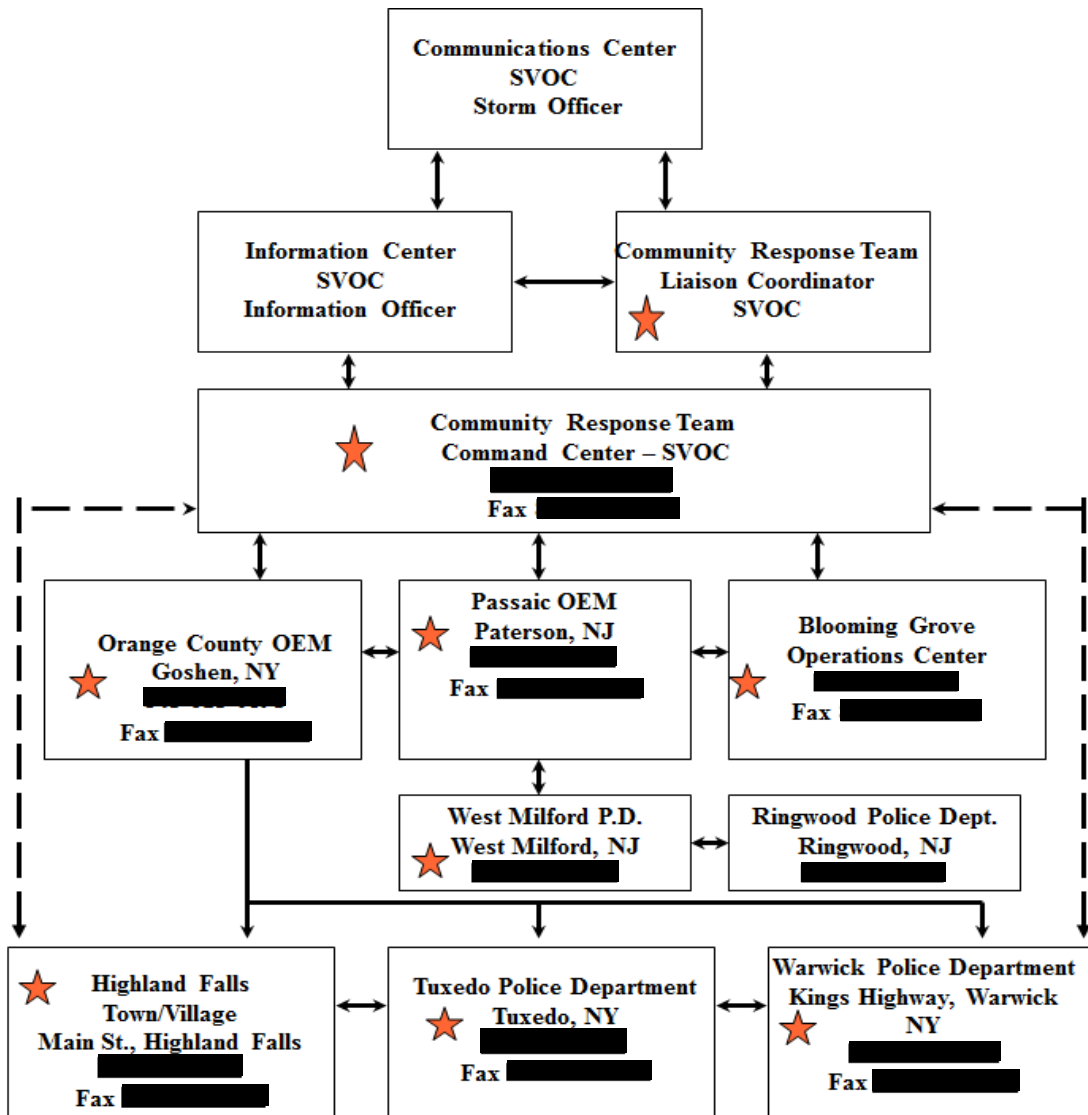 Communications Center
SVOC
Storm Officer
Information Center
SVOC
Information Officer
Community Response Team
Liaison Coordinator
SVOC
Community Response Team
Command Center – SVOC
Fax
Orange County OEM
Goshen, NY
Fax
Passaic OEM
Paterson, NJ
Fax
Blooming Grove
Operations Center
Fax
West Milford P.D.
West Milford, NJ
Ringwood Police Dept.
Ringwood, NJ
Highland Falls
Town/Village
Main St., Highland Falls
Fax
Tuxedo Police Department
Tuxedo, NY
Fax
Warwick Police Department
Kings Highway, Warwick
NY
Fax